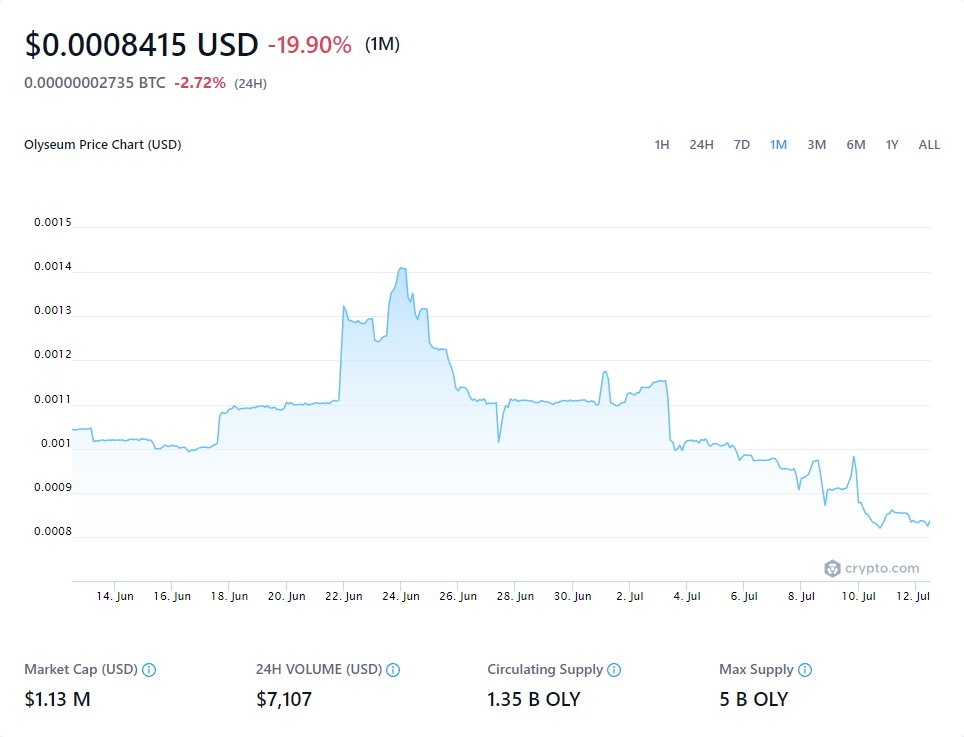 $0.0008415 USD -19.90% (1M)
0.00000002735 BTC -2.72% (24H)
Olyseum Price Chart (USD) 1H 24H 7D 1M 3M 6M 1Y ALL
0.0015
0.0014
0.0013
0.0012
0.0011
0.001
0.0009
0.0008
crypto.com
14. Jun 16. Jun 18. Jun 20. Jun 22. Jun 24. Jun 26. Jun 28. Jun 30. Jun 2. Jul 4. Jul 6. Jul 8. Jul 10. Jul 12. Jul
Market Cap (USD) 24H VOLUME (USD) Circulating Supply Max Supply
$1.13 M $7,107 1.35 B OLY 5 B OLY